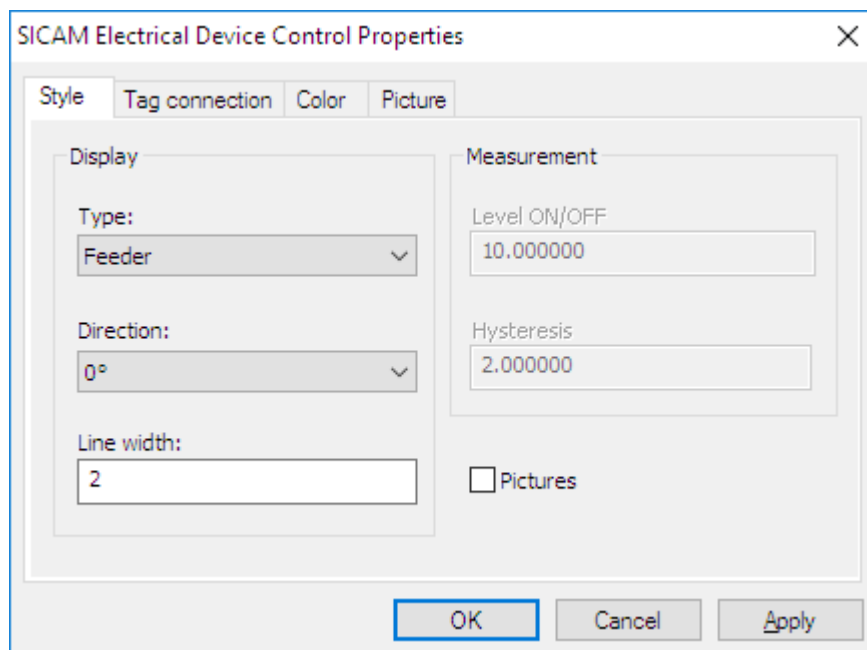 SICAM Electrical Device Control Properties
Style Tag connection Color Picture
Display
Type:
Feeder
Direction:
0°
Line width:
2
Measurement
Level ON/OFF
10.000000
Hysteresis
2.000000
Pictures
OK Cancel Apply